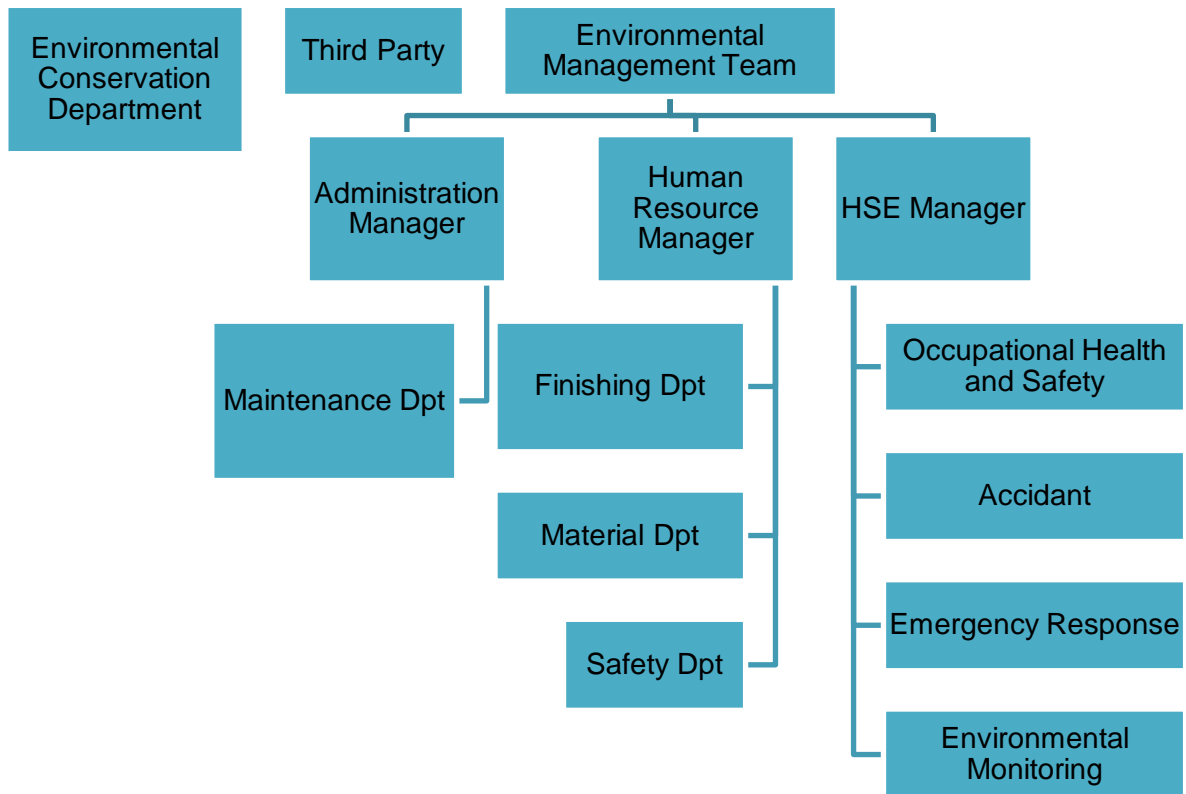 Environmental
Conservation
Department
Third Party
Environmental
Management Team
Administration
Manager
Human
Resource
Manager
HSE Manager
Maintenance Dpt
Finishing Dpt
Material Dpt
Safety Dpt
Occupational Health
and Safety
Accidant
Emergency Response
Environmental
Monitoring